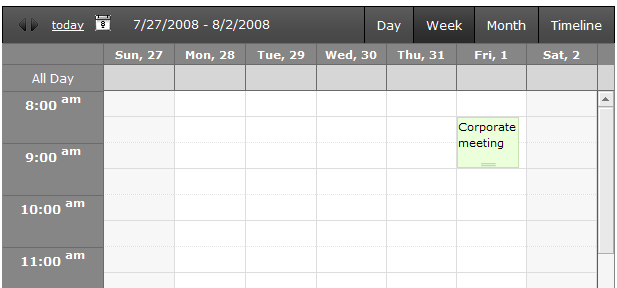 today 8 7/27/2008 - 8/2/2008 Day Week Month Timeline
Sun, 27 Mon, 28 Tue, 29 Wed, 30 Thu, 31 Fri, 1 Sat, 2
All Day
8:00 am
Corporate
meeting
9:00 am
10:00 am
11:00 am